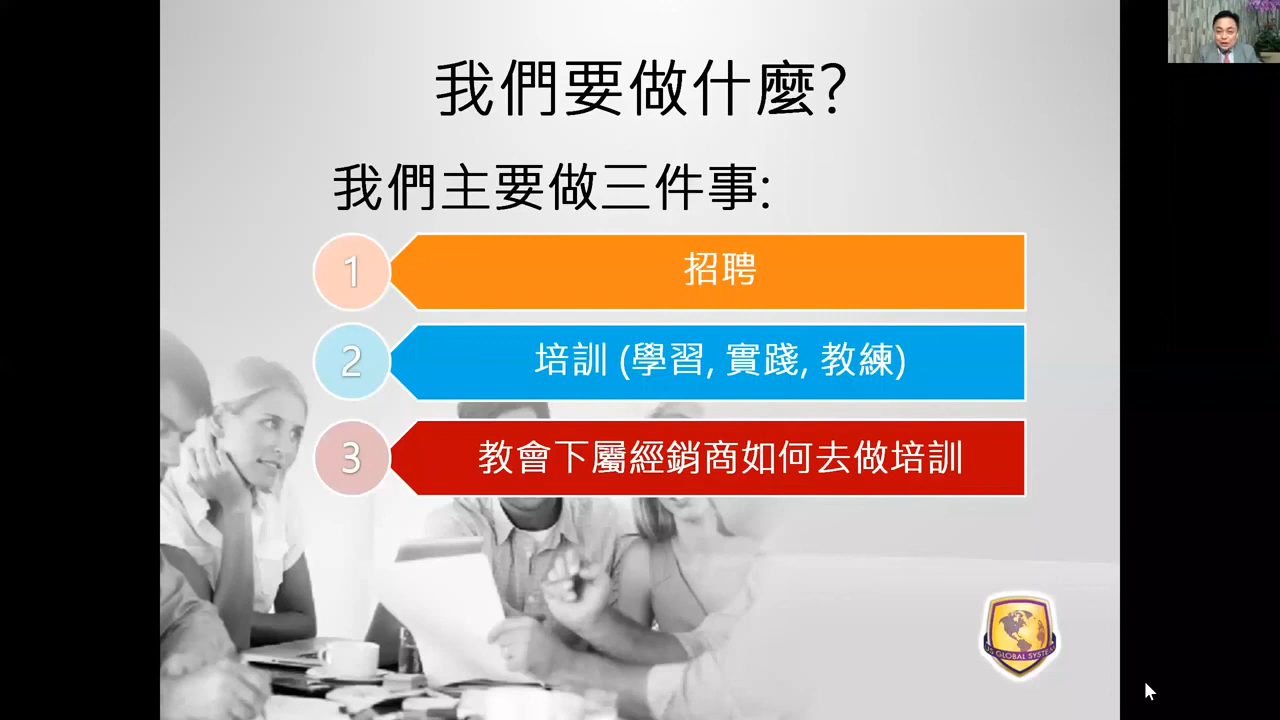 我們要做什麼?
我們主要做三件事:
1
招聘
2
培訓 (學習, 實踐, 教練)
3
教會下屬經銷商如何去做培訓
GLOBAL SYSTEM